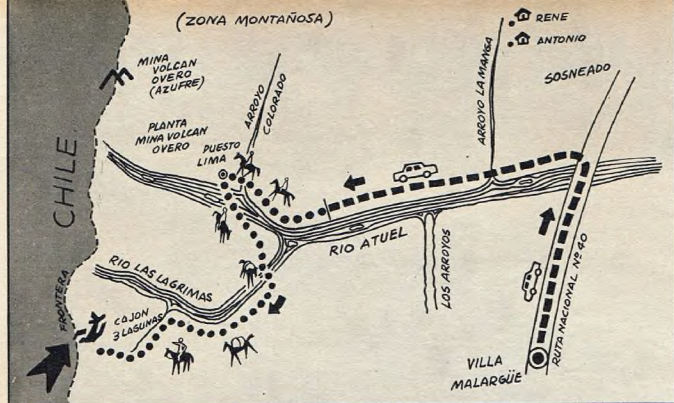 (ZONA MONTAÑOSA)
RENE
ANTONIO
MINA
VOLCAN
OVERO
(AZUFRE)
SOSNEADO
ARROYO
COLORADO
ARROYO LA MANGA
PLANTA
MINA VOLCAN
OVERO
PUESTO
LIMA
CHILE
RIO ATUEL
LOS ARROYOS
RIO LAS LAGRIMAS
FRONTERA
CAJON
3 LAGUNAS
RUTA NACIONAL Nº 40
VILLA
MALARGÜE